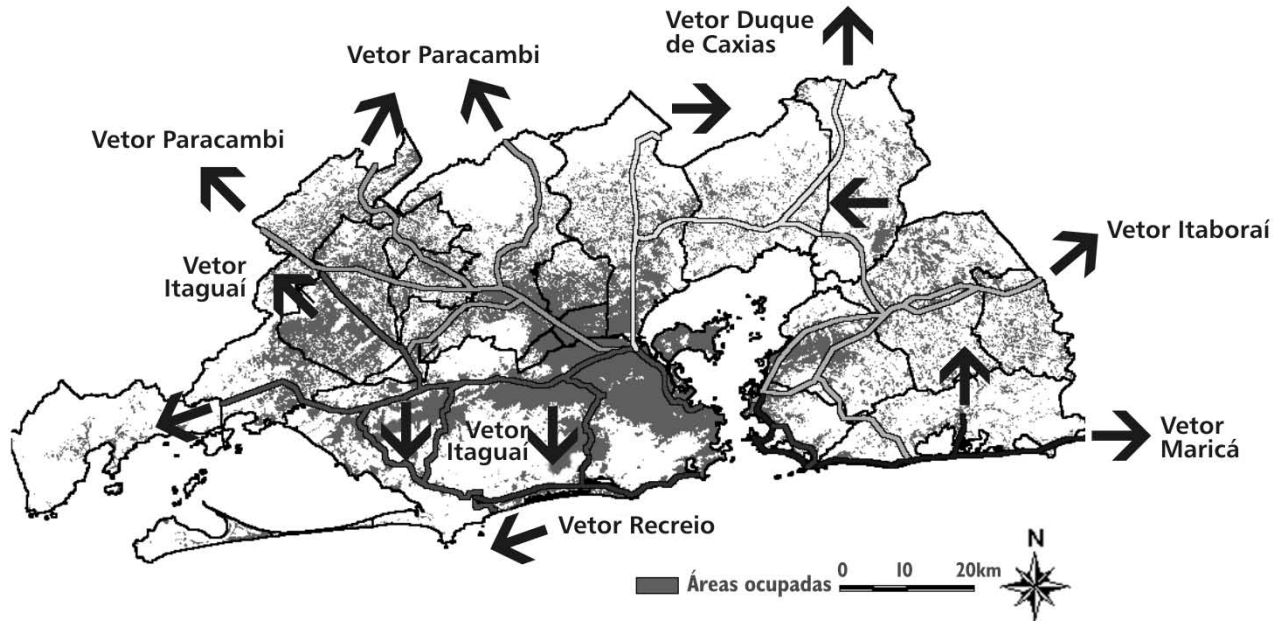 Vetor Duque
de Caxias
Vetor Paracambi
Vetor Paracambi
Vetor Itaboraí
Vetor
Itaguaí
Vetor
Itaguaí
Vetor
Maricá
Vetor Recreio
N
Áreas ocupadas
0 10 20km